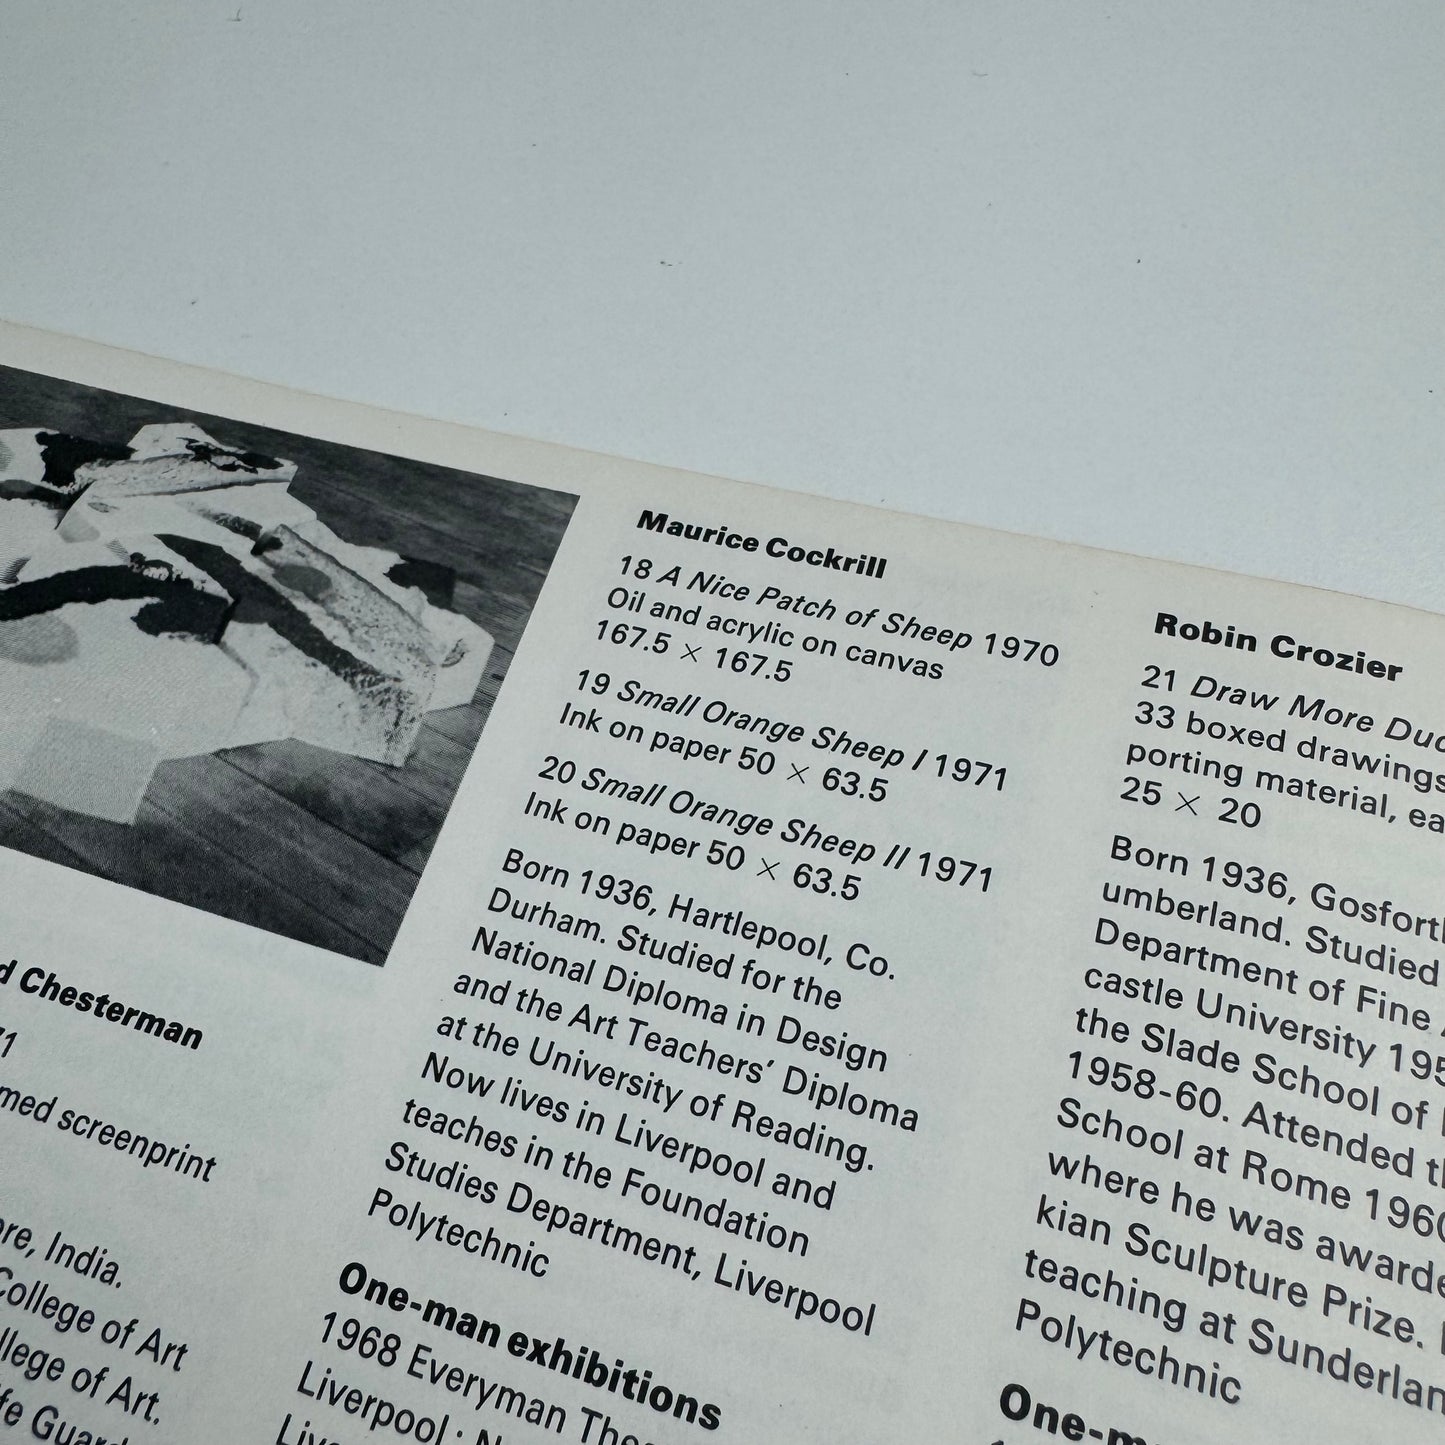 Chesterman
screenprint
India.
College of Art
College of Art.
Maurice Cockrill
18 A Nice Patch of Sheep 1970
Oil and acrylic on canvas
167.5 × 167.5
19 Small Orange Sheep I 1971
Ink on paper 50 × 63.5
20 Small Orange Sheep II 1971
Ink on paper 50 × 63.5
Born 1936, Hartlepool, Co.
Durham. Studied for the
National Diploma in Design
and the Art Teachers' Diploma
at the University of Reading.
Now lives in Liverpool and
teaches in the Foundation
Studies Department, Liverpool
Polytechnic
One-man exhibitions
1968 Everyman
Liverpool ·
Robin Crozier
21 Draw More
33 boxed drawings
porting material,
25 × 20
Born 1936,
umberland. Studied
Department of Fine
castle University
the Slade School of
1958-60. Attended
School at Rome
where he was
kian Sculpture Prize.
teaching at
Polytechnic